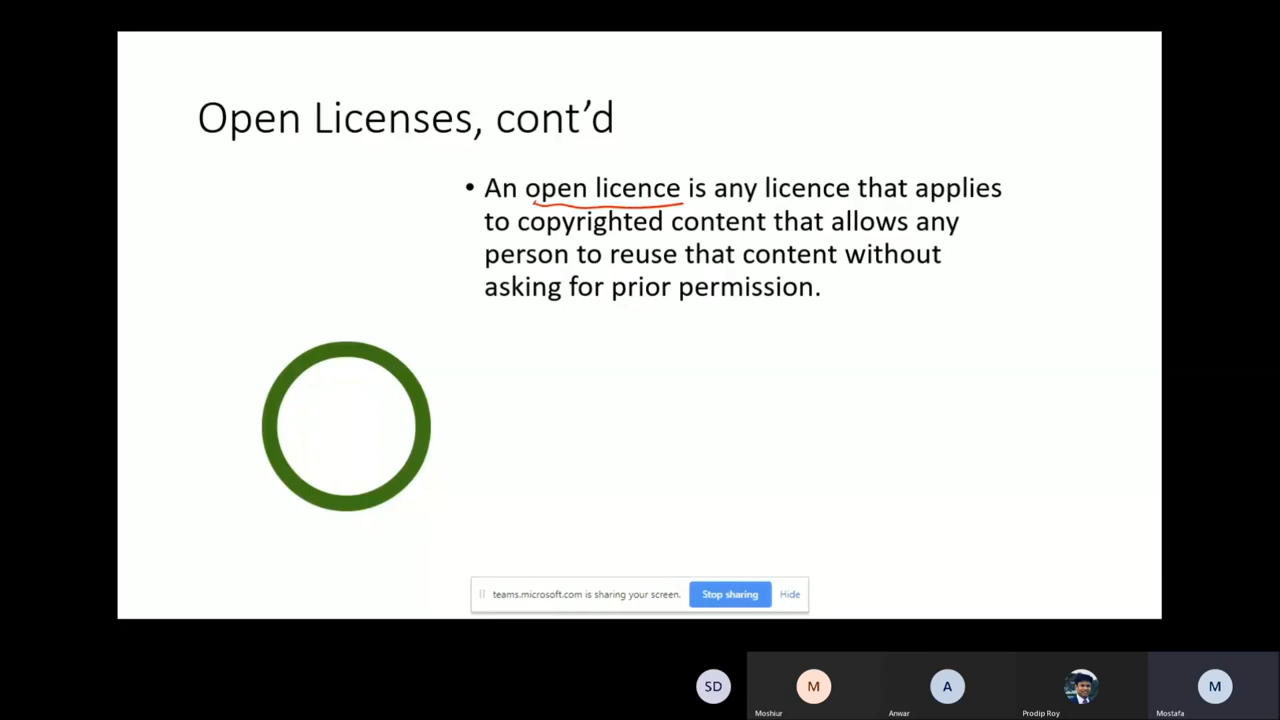 Open Licenses, cont’d
• An open licence is any licence that applies
to copyrighted content that allows any
person to reuse that content without
asking for prior permission.
teams.microsoft.com is sharing your screen.
Stop sharing
Hide
SD
M
A
M
Moshiur
Anwar
Prodip Roy
Mostafa